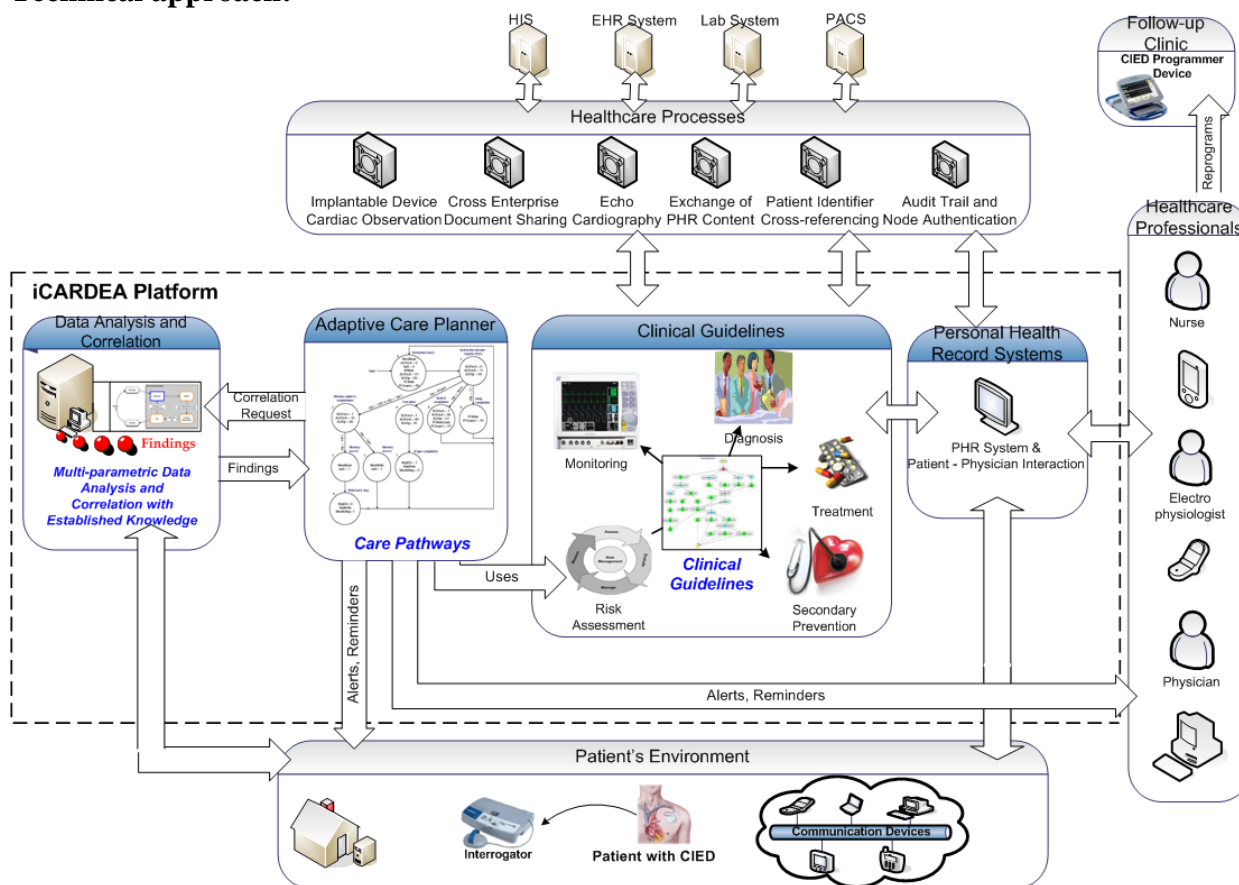 Technical approach:
HIS
EHR System
Lab System
PACS
Follow-up
Clinic
CIED Programmer
Device
Healthcare Processes
Implantable Device
Cardiac Observation
Cross Enterprise
Document Sharing
Echo
Cardiography
Exchange of
PHR Content
Patient Identifier
Cross-referencing
Audit Trail and
Node Authentication
Reprograms
Healthcare
Professionals
Nurse
Electro
physiologist
Physician
iCARDEA Platform
Data Analysis and
Correlation
Findings
Multi-parametric Data
Analysis and
Correlation with
Established Knowledge
Correlation
Request
Findings
Adaptive Care Planner
Care Pathways
Uses
Clinical Guidelines
Monitoring
Diagnosis
Treatment
Clinical
Guidelines
Risk
Management
Risk
Assessment
Secondary
Prevention
Personal Health
Record Systems
PHR System &
Patient - Physician Interaction
Alerts, Reminders
Alerts, Reminders
Patient's Environment
Interrogator
Patient with CIED
Communication Devices